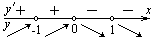 y' + + − − x
y −1 0 1